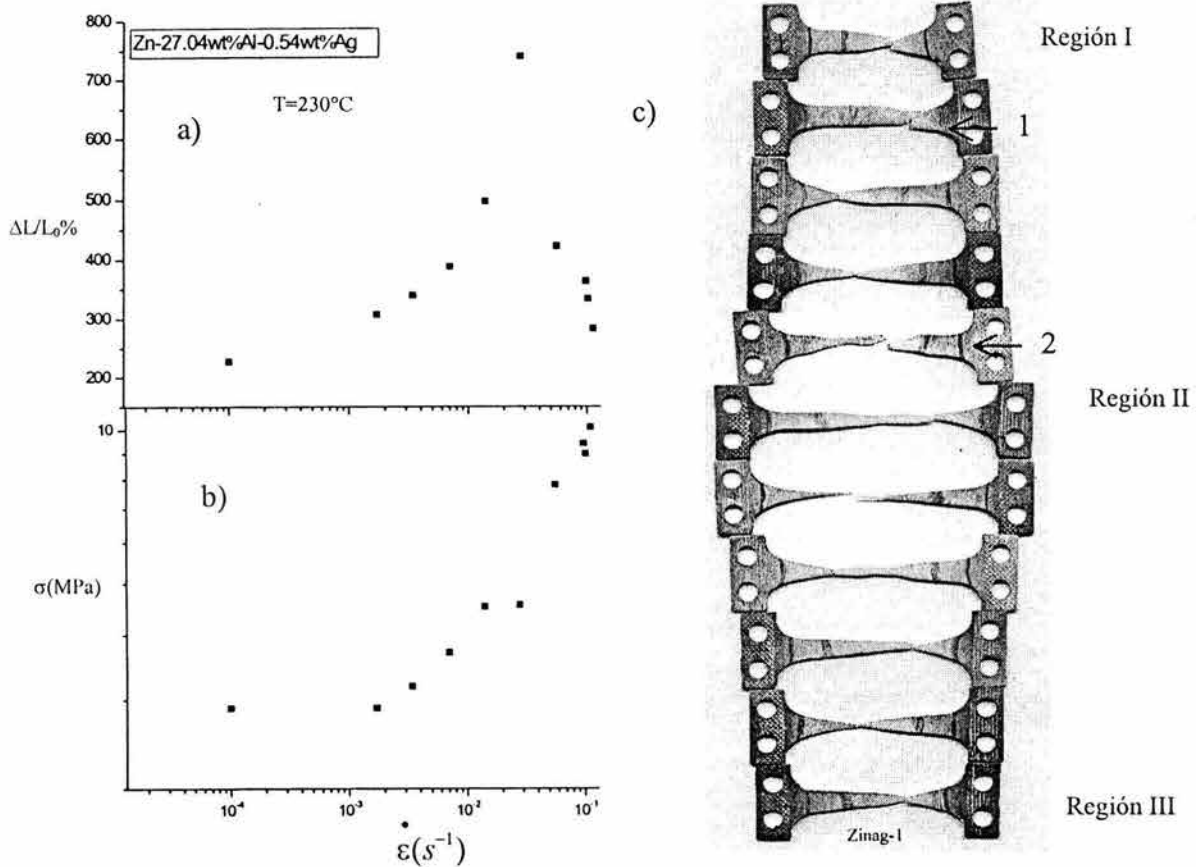 800
Zn-27.04wt%Al-0.54wt%Ag
700
T=230°C
a)
600
500
ΔL/L₀%
400
300
200
10
b)
σ(MPa)
10⁻⁴
10⁻³
10⁻²
10⁻¹
ε̇(s⁻¹)
c)
Región I
1
2
Región II
Región III
Zinag-1